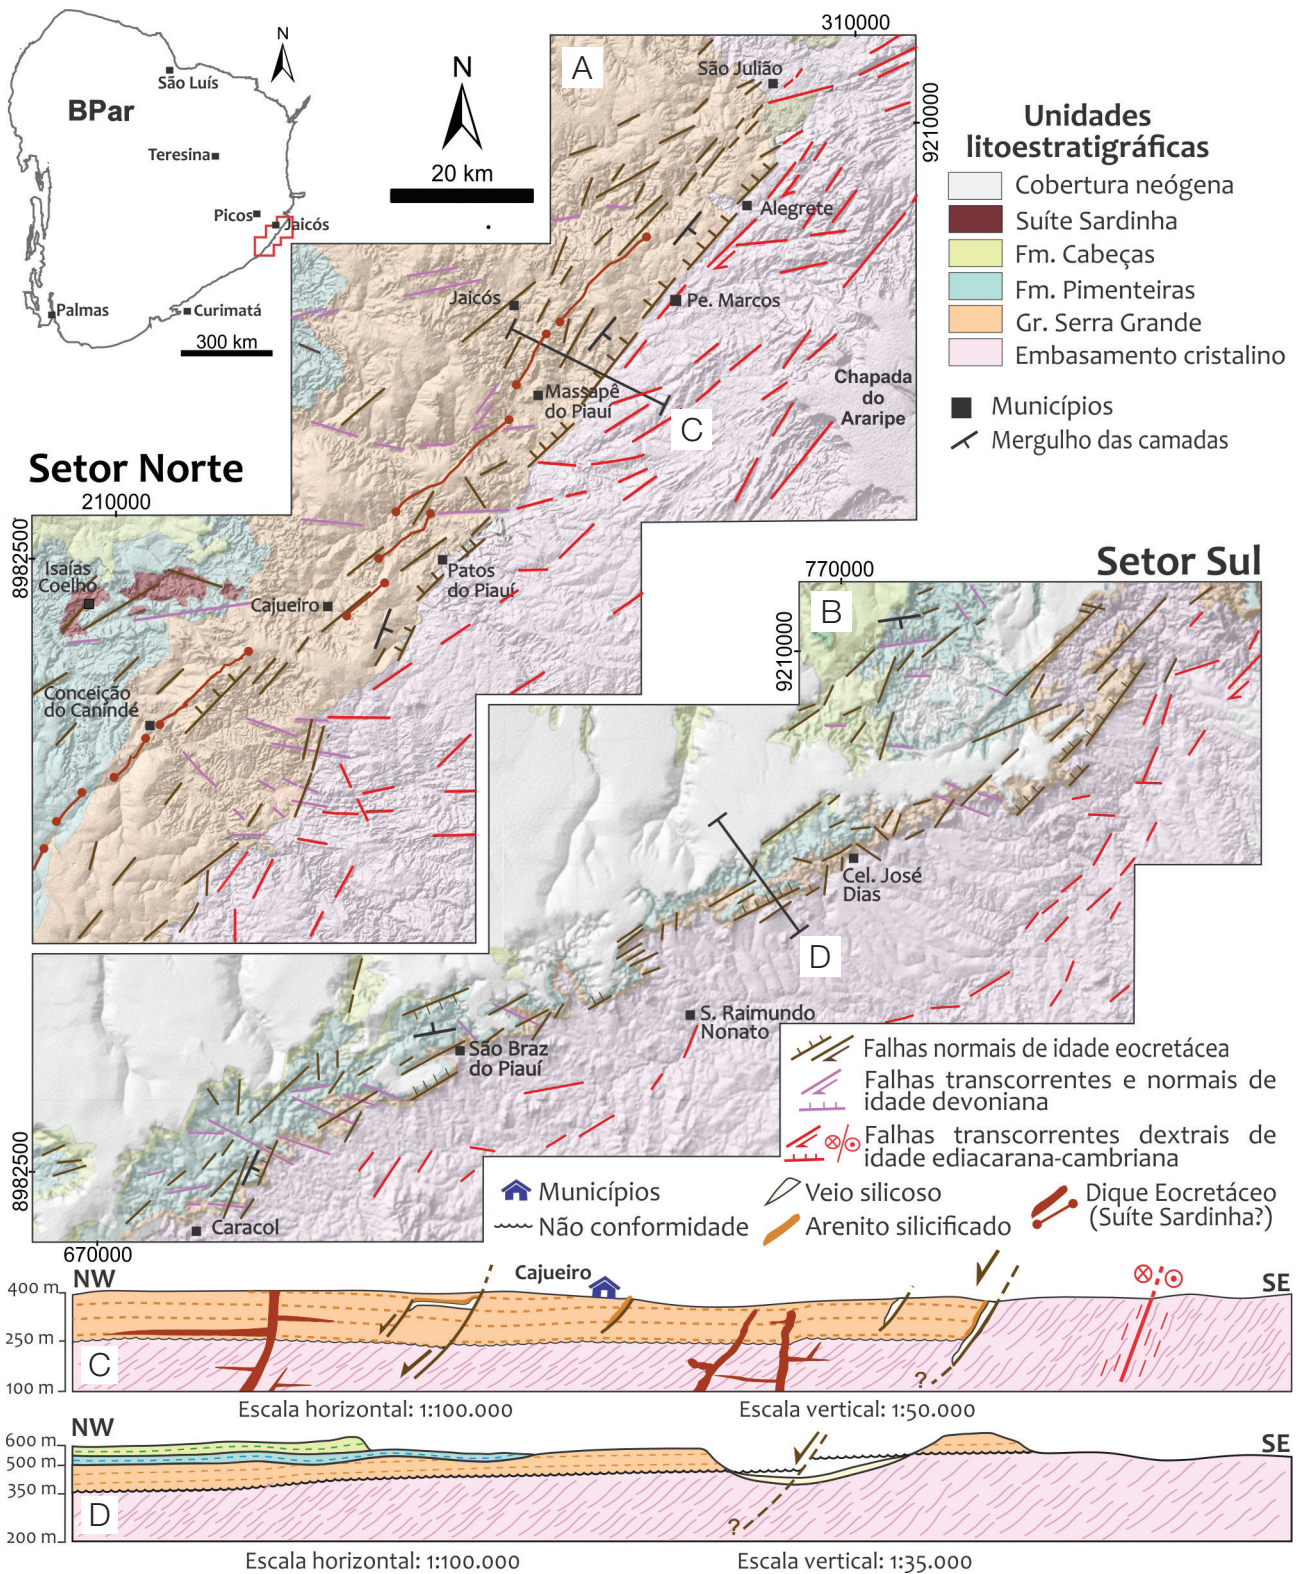 N
São Luís
BPar
Teresina
Picos
Jaicós
Palmas
Curimatá
300 km
N
20 km
310000
9210000
A
São Julião
Alegrete
Jaicós
Pe. Marcos
Massapê
do Piauí
Chapada
do
Araripe
C
Setor Norte
210000
8982500
Isaías
Coelho
Cajueiro
Patos
do Piauí
Conceição
do Canindé
Unidades
litoestratigráficas
Cobertura neógena
Suíte Sardinha
Fm. Cabeças
Fm. Pimenteiras
Gr. Serra Grande
Embasamento cristalino
Municípios
Mergulho das camadas
Setor Sul
770000
9210000
B
Cel. José
Dias
D
S. Raimundo
Nonato
São Braz
do Piauí
8982500
Caracol
670000
Falhas normais de idade eocretácea
Falhas transcorrentes e normais de
idade devoniana
Falhas transcorrentes dextrais de
idade ediacarana-cambriana
Municípios
Veio silicoso
Dique Eocretáceo
(Suíte Sardinha?)
Não conformidade
Arenito silicificado
NW
Cajueiro
SE
400 m
250 m
100 m
C
?
Escala horizontal: 1:100.000
Escala vertical: 1:50.000
NW
SE
600 m
500 m
350 m
200 m
D
?
Escala horizontal: 1:100.000
Escala vertical: 1:35.000